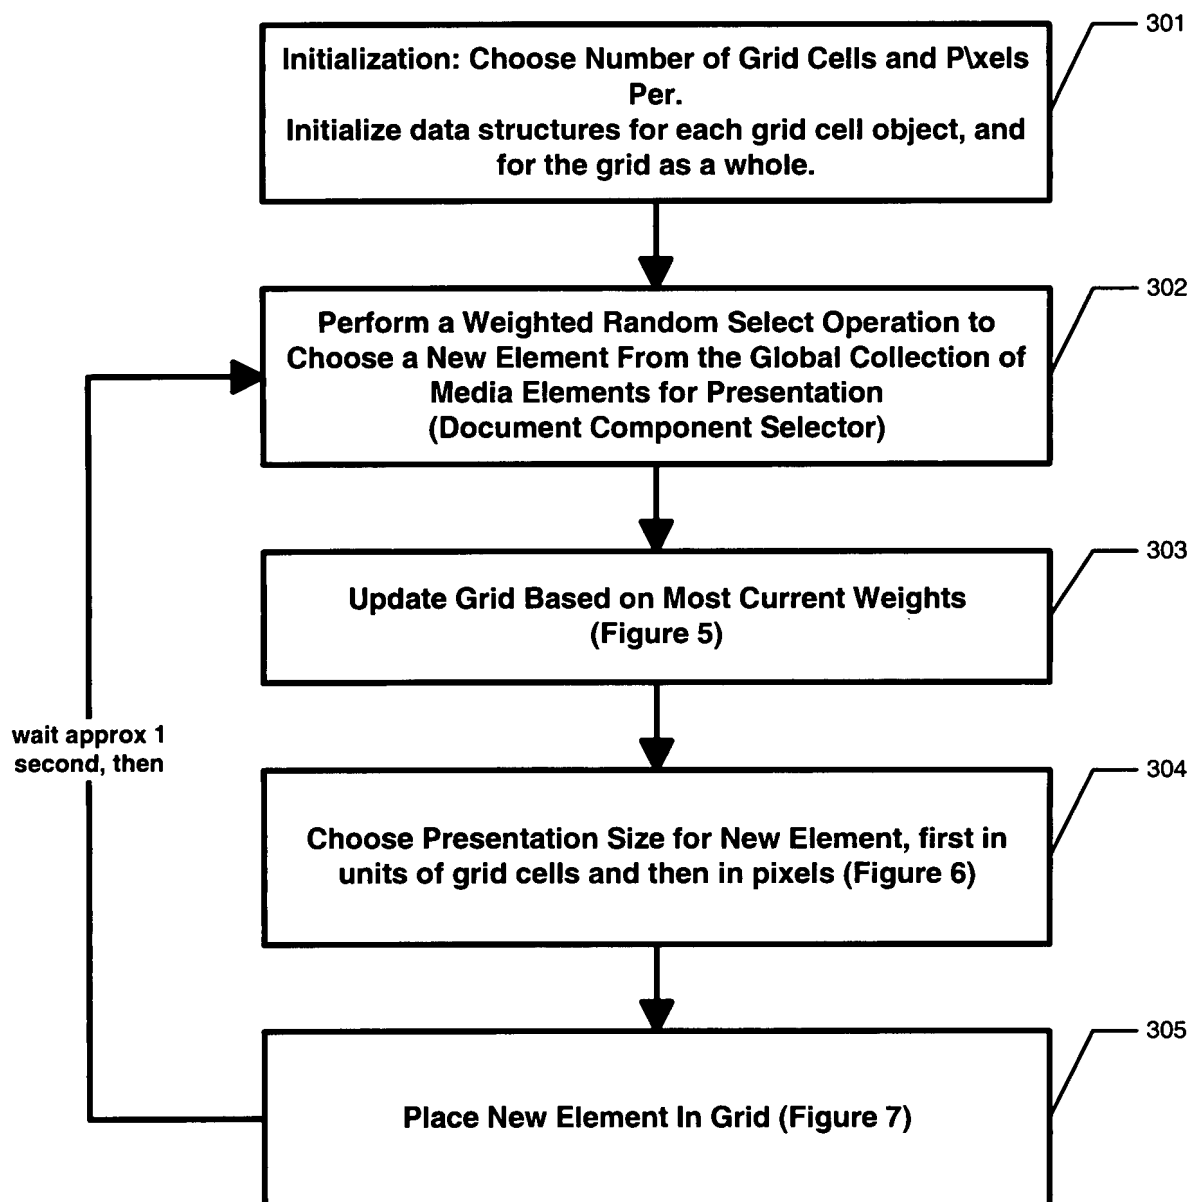 301
Initialization: Choose Number of Grid Cells and P\xels
Per.
Initialize data structures for each grid cell object, and
for the grid as a whole.
302
Perform a Weighted Random Select Operation to
Choose a New Element From the Global Collection of
Media Elements for Presentation
(Document Component Selector)
303
Update Grid Based on Most Current Weights
(Figure 5)
wait approx 1
second, then
304
Choose Presentation Size for New Element, first in
units of grid cells and then in pixels (Figure 6)
305
Place New Element In Grid (Figure 7)